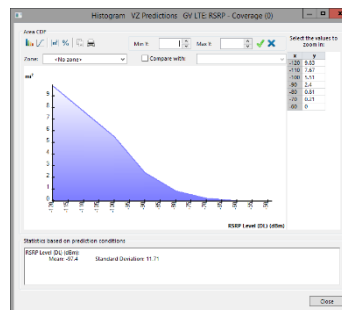 Histogram VZ Predictions GV LTE: RSRP - Coverage (0)
Area CDF
Min X:
Max X:
Select the values to zoom in:
Zone: <No zone>
Compare with:
x y
-120 9.83
-110 7.67
-100 5.51
-90 2.4
-80 0.81
-70 0.21
-60 0
9
8
7
6
5
4
3
2
1
0
RSRP Level (DL) (dBm)
Statistics based on prediction conditions
RSRP Level (DL) (dBm)
Mean: -97.4 Standard Deviation: 11.71
Close